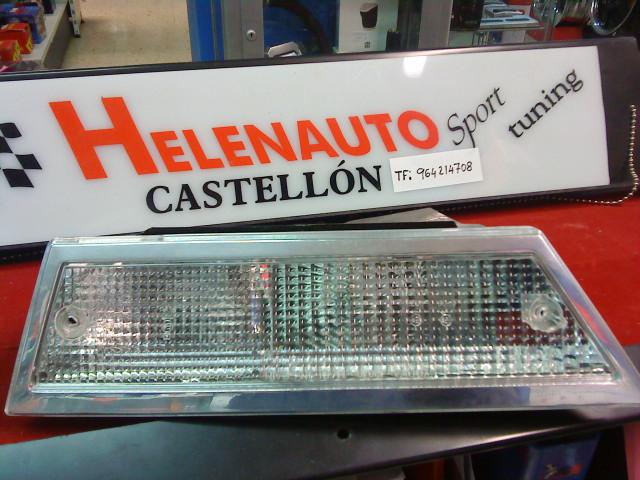 HELENAUTO Sport tuning
CASTELLÓN TF: 964214708